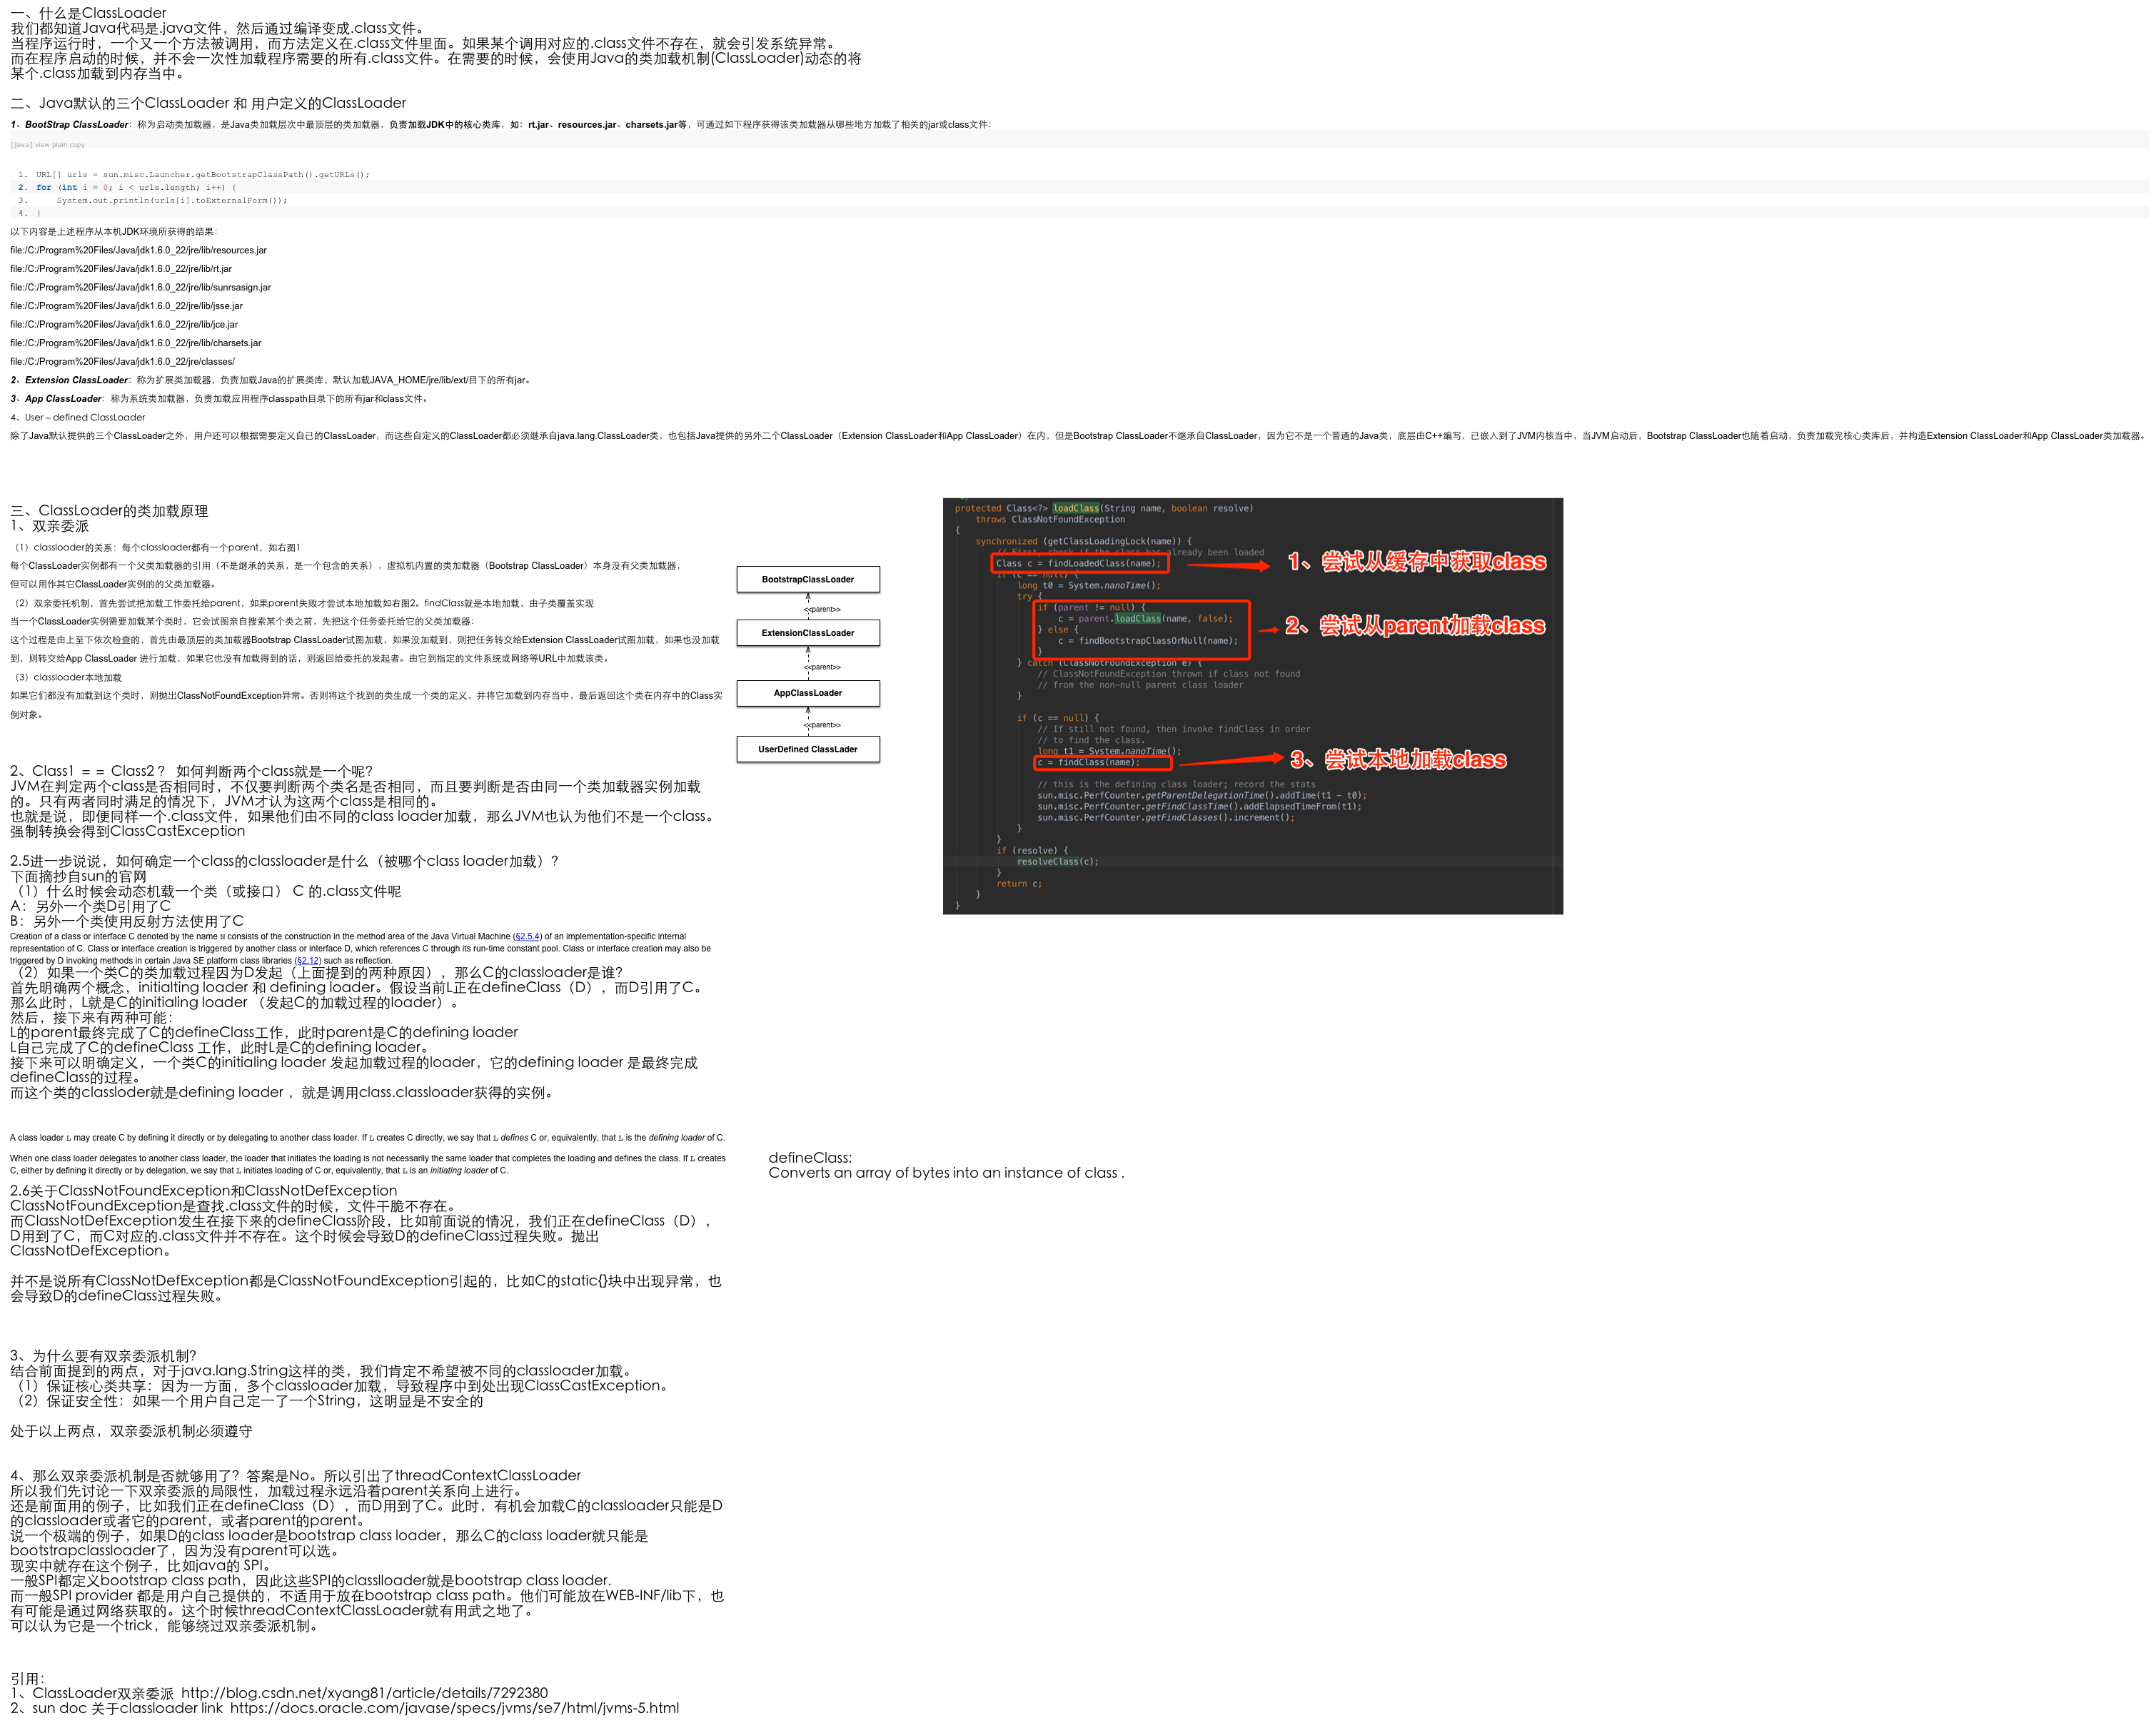 一、什么是ClassLoader
我们都知道Java代码是.java文件，然后通过编译变成.class文件。
当程序运行时，一个又一个方法被调用，而方法定义在.class文件里面。如果某个调用对应的.class文件不存在，就会引发系统异常。
而在程序启动的时候，并不会一次性加载程序需要的所有.class文件。在需要的时候，会使用Java的类加载机制(ClassLoader)动态的将
某个.class加载到内存当中。
二、Java默认的三个ClassLoader 和 用户定义的ClassLoader
1、BootStrap ClassLoader：称为启动类加载器，是Java类加载层次中最顶层的类加载器，负责加载JDK中的核心类库，如：rt.jar、resources.jar、charsets.jar等，可通过如下程序获得该类加载器从哪些地方加载了相关的jar或class文件：
[java] view plain copy
1. URL[] urls = sun.misc.Launcher.getBootstrapClassPath().getURLs();
2. for (int i = 0; i < urls.length; i++) {
3.     System.out.println(urls[i].toExternalForm());
4. }
以下内容是上述程序从本机JDK环境所获得的结果：
file:/C:/Program%20Files/Java/jdk1.6.0_22/jre/lib/resources.jar
file:/C:/Program%20Files/Java/jdk1.6.0_22/jre/lib/rt.jar
file:/C:/Program%20Files/Java/jdk1.6.0_22/jre/lib/sunrsasign.jar
file:/C:/Program%20Files/Java/jdk1.6.0_22/jre/lib/jsse.jar
file:/C:/Program%20Files/Java/jdk1.6.0_22/jre/lib/jce.jar
file:/C:/Program%20Files/Java/jdk1.6.0_22/jre/lib/charsets.jar
file:/C:/Program%20Files/Java/jdk1.6.0_22/jre/classes/
2、Extension ClassLoader：称为扩展类加载器，负责加载Java的扩展类库，默认加载JAVA_HOME/jre/lib/ext/目下的所有jar。
3、App ClassLoader：称为系统类加载器，负责加载应用程序classpath目录下的所有jar和class文件。
4、User – defined ClassLoader
除了Java默认提供的三个ClassLoader之外，用户还可以根据需要定义自已的ClassLoader，而这些自定义的ClassLoader都必须继承自java.lang.ClassLoader类，也包括Java提供的另外二个ClassLoader（Extension ClassLoader和App ClassLoader）在内，但是Bootstrap ClassLoader不继承自ClassLoader，因为它不是一个普通的Java类，底层由C++编写，已嵌入到了JVM内核当中，当JVM启动后，Bootstrap ClassLoader也随着启动，负责加载完核心类库后，并构造Extension ClassLoader和App ClassLoader类加载器。
三、ClassLoader的类加载原理
1、双亲委派
（1）classloader的关系：每个classloader都有一个parent，如右图1
每个ClassLoader实例都有一个父类加载器的引用（不是继承的关系，是一个包含的关系），虚拟机内置的类加载器（Bootstrap ClassLoader）本身没有父类加载器，
但可以用作其它ClassLoader实例的的父类加载器。
（2）双亲委托机制，首先尝试把加载工作委托给parent，如果parent失败才尝试本地加载如右图2。findClass就是本地加载，由子类覆盖实现
当一个ClassLoader实例需要加载某个类时，它会试图亲自搜索某个类之前，先把这个任务委托给它的父类加载器：
这个过程是由上至下依次检查的，首先由最顶层的类加载器Bootstrap ClassLoader试图加载，如果没加载到，则把任务转交给Extension ClassLoader试图加载，如果也没加载
到，则转交给App ClassLoader 进行加载，如果它也没有加载得到的话，则返回给委托的发起者。由它到指定的文件系统或网络等URL中加载该类。
（3）classloader本地加载
如果它们都没有加载到这个类时，则抛出ClassNotFoundException异常。否则将这个找到的类生成一个类的定义，并将它加载到内存当中，最后返回这个类在内存中的Class实
例对象。
BootstrapClassLoader
<<parent>>
ExtensionClassLoader
<<parent>>
AppClassLoader
<<parent>>
UserDefined ClassLader
protected Class<?> loadClass(String name, boolean resolve)
    throws ClassNotFoundException
{
    synchronized (getClassLoadingLock(name)) {
        // First, check if the class has already been loaded
        Class c = findLoadedClass(name);
1、尝试从缓存中获取class
        if (c == null) {
            long t0 = System.nanoTime();
            try {
                if (parent != null) {
                    c = parent.loadClass(name, false);
2、尝试从parent加载class
                } else {
                    c = findBootstrapClassOrNull(name);
                }
            } catch (ClassNotFoundException e) {
                // ClassNotFoundException thrown if class not found
                // from the non-null parent class loader
            }
            if (c == null) {
                // If still not found, then invoke findClass in order
                // to find the class.
                long t1 = System.nanoTime();
                c = findClass(name);
3、尝试本地加载class
                // this is the defining class loader; record the stats
                sun.misc.PerfCounter.getParentDelegationTime().addTime(t1 - t0);
                sun.misc.PerfCounter.getFindClassTime().addElapsedTimeFrom(t1);
                sun.misc.PerfCounter.getFindClasses().increment();
            }
        }
        if (resolve) {
            resolveClass(c);
        }
        return c;
    }
}
2、Class1 = = Class2？ 如何判断两个class就是一个呢？
JVM在判定两个class是否相同时，不仅要判断两个类名是否相同，而且要判断是否由同一个类加载器实例加载
的。只有两者同时满足的情况下，JVM才认为这两个class是相同的。
也就是说，即便同样一个.class文件，如果他们由不同的class loader加载，那么JVM也认为他们不是一个class。
强制转换会得到ClassCastException
2.5进一步说说，如何确定一个class的classloader是什么（被哪个class loader加载）?
下面摘抄自sun的官网
（1）什么时候会动态机载一个类（或接口） C 的.class文件呢
A：另外一个类D引用了C
B：另外一个类使用反射方法使用了C
Creation of a class or interface C denoted by the name N consists of the construction in the method area of the Java Virtual Machine (§2.5.4) of an implementation-specific internal
representation of C. Class or interface creation is triggered by another class or interface D, which references C through its run-time constant pool. Class or interface creation may also be
triggered by D invoking methods in certain Java SE platform class libraries (§2.12) such as reflection.
（2）如果一个类C的类加载过程因为D发起（上面提到的两种原因），那么C的classloader是谁?
首先明确两个概念，initialting loader 和 defining loader。假设当前L正在defineClass（D），而D引用了C。
那么此时，L就是C的initialing loader （发起C的加载过程的loader）。
然后，接下来有两种可能：
L的parent最终完成了C的defineClass工作，此时parent是C的defining loader
L自己完成了C的defineClass 工作，此时L是C的defining loader。
接下来可以明确定义，一个类C的initialing loader 发起加载过程的loader，它的defining loader 是最终完成
defineClass的过程。
而这个类的classloder就是defining loader ，就是调用class.classloader获得的实例。
A class loader L may create C by defining it directly or by delegating to another class loader. If L creates C directly, we say that L defines C or, equivalently, that L is the defining loader of C.
When one class loader delegates to another class loader, the loader that initiates the loading is not necessarily the same loader that completes the loading and defines the class. If L creates
C, either by defining it directly or by delegation, we say that L initiates loading of C or, equivalently, that L is an initiating loader of C.
defineClass:
Converts an array of bytes into an instance of class .
2.6关于ClassNotFoundException和ClassNotDefException
ClassNotFoundException是查找.class文件的时候，文件干脆不存在。
而ClassNotDefException发生在接下来的defineClass阶段，比如前面说的情况，我们正在defineClass（D），
D用到了C，而C对应的.class文件并不存在。这个时候会导致D的defineClass过程失败。抛出
ClassNotDefException。
并不是说所有ClassNotDefException都是ClassNotFoundException引起的，比如C的static{}块中出现异常，也
会导致D的defineClass过程失败。
3、为什么要有双亲委派机制?
结合前面提到的两点，对于java.lang.String这样的类，我们肯定不希望被不同的classloader加载。
（1）保证核心类共享：因为一方面，多个classloader加载，导致程序中到处出现ClassCastException。
（2）保证安全性：如果一个用户自己定一了一个String，这明显是不安全的
处于以上两点，双亲委派机制必须遵守
4、那么双亲委派机制是否就够用了？答案是No。所以引出了threadContextClassLoader
所以我们先讨论一下双亲委派的局限性，加载过程永远沿着parent关系向上进行。
还是前面用的例子，比如我们正在defineClass（D），而D用到了C。此时，有机会加载C的classloader只能是D
的classloader或者它的parent，或者parent的parent。
说一个极端的例子，如果D的class loader是bootstrap class loader，那么C的class loader就只能是
bootstrapclassloader了，因为没有parent可以选。
现实中就存在这个例子，比如java的 SPI。
一般SPI都定义bootstrap class path，因此这些SPI的classlloader就是bootstrap class loader.
而一般SPI provider 都是用户自己提供的，不适用于放在bootstrap class path。他们可能放在WEB-INF/lib下，也
有可能是通过网络获取的。这个时候threadContextClassLoader就有用武之地了。
可以认为它是一个trick，能够绕过双亲委派机制。
引用：
1、ClassLoader双亲委派 http://blog.csdn.net/xyang81/article/details/7292380
2、sun doc 关于classloader link https://docs.oracle.com/javase/specs/jvms/se7/html/jvms-5.html